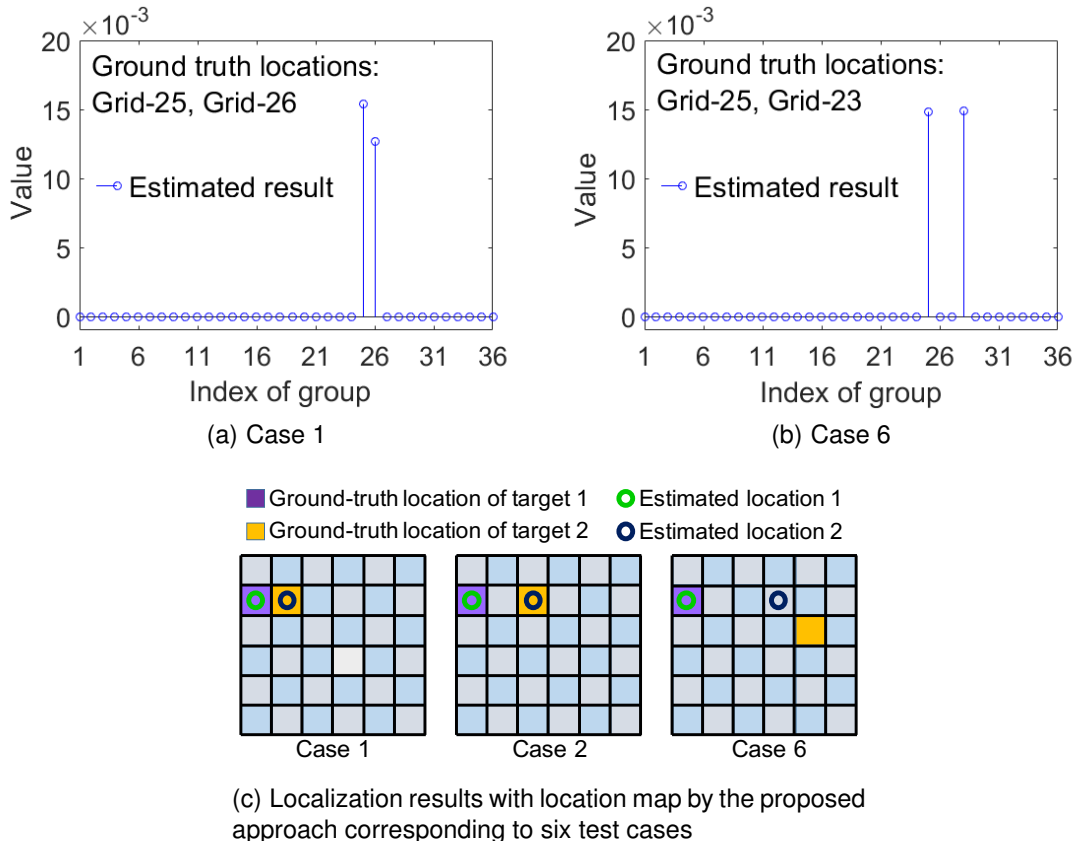 ×10⁻³
20
15
10
5
0
Value
Ground truth locations:
Grid-25, Grid-26
Estimated result
1 6 11 16 21 26 31 36
Index of group
(a) Case 1
×10⁻³
20
15
10
5
0
Value
Ground truth locations:
Grid-25, Grid-23
Estimated result
1 6 11 16 21 26 31 36
Index of group
(b) Case 6
Ground-truth location of target 1 Estimated location 1
Ground-truth location of target 2 Estimated location 2
Case 1 Case 2 Case 6
(c) Localization results with location map by the proposed
approach corresponding to six test cases